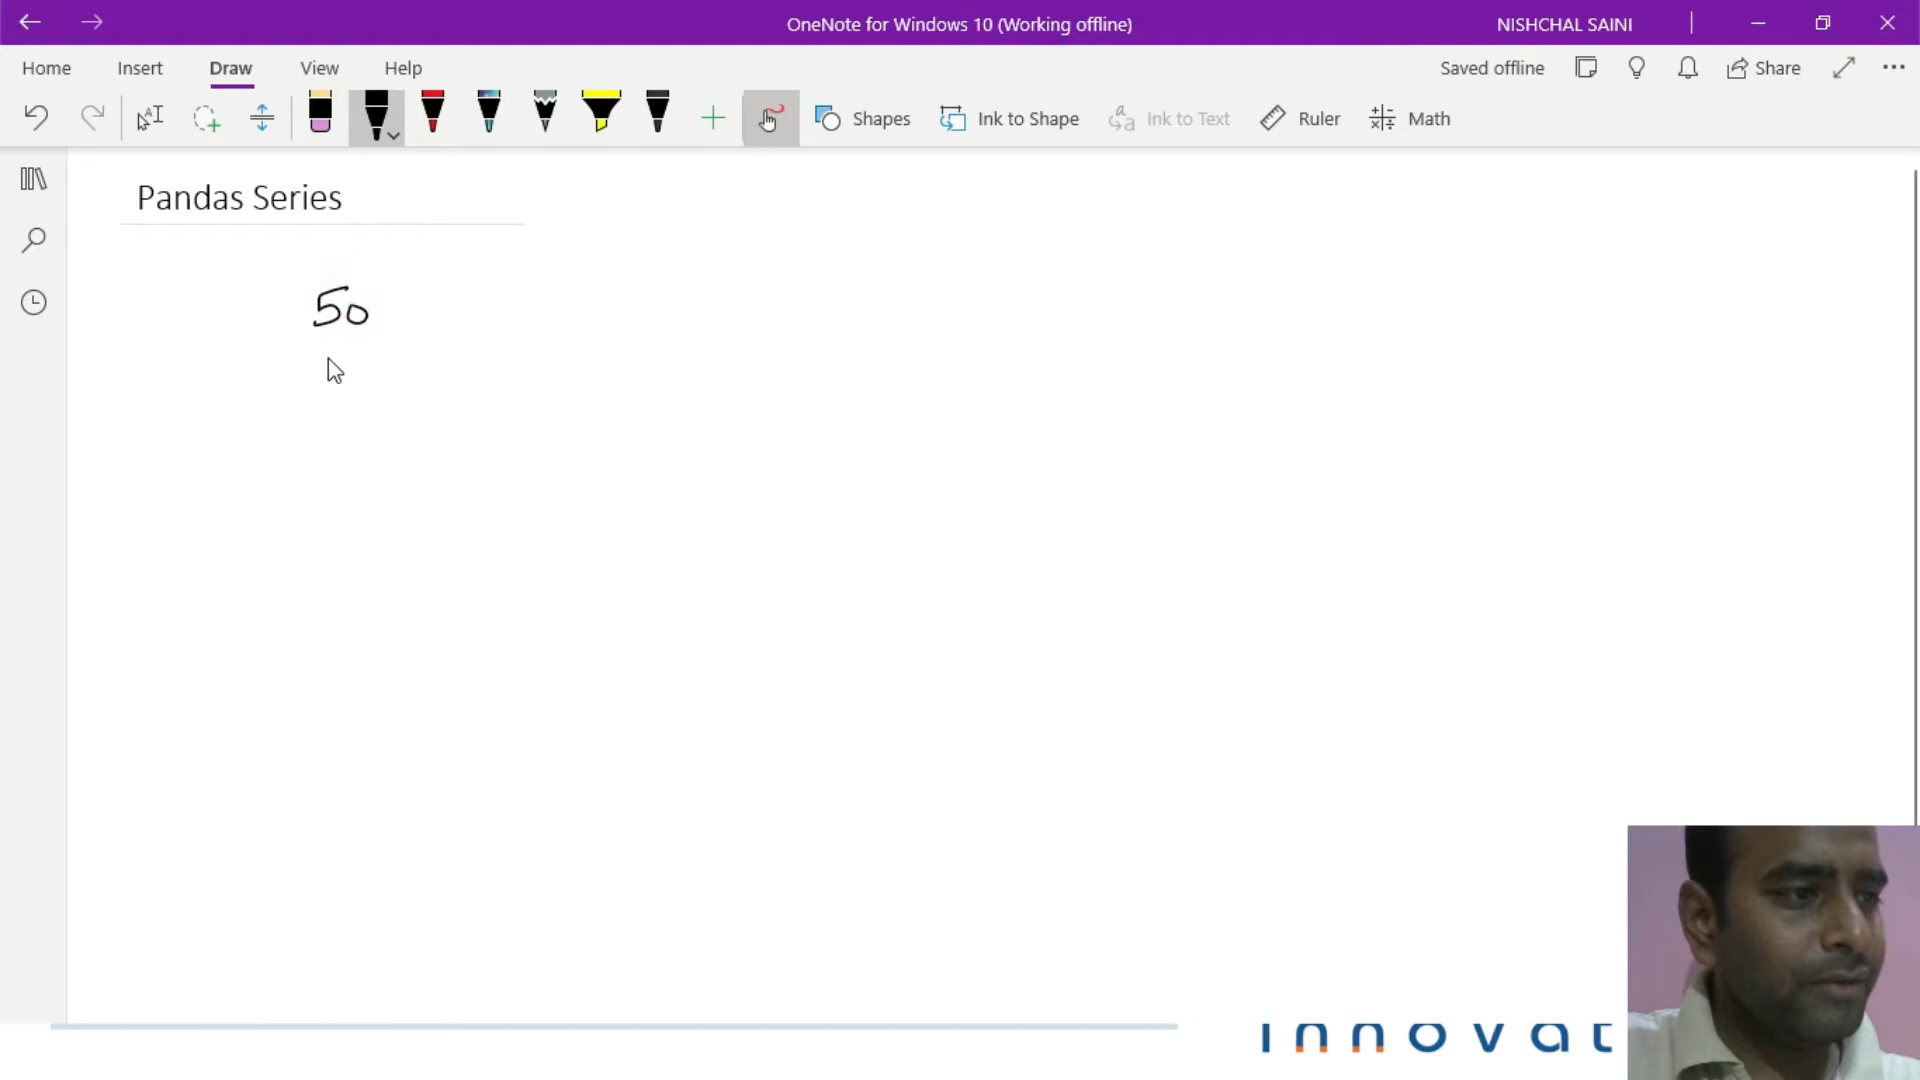 OneNote for Windows 10 (Working offline)
NISHCHAL SAINI
Home Insert Draw View Help
Saved offline
Share
Shapes
Ink to Shape
Ink to Text
Ruler
Math
Pandas Series
50
innovat